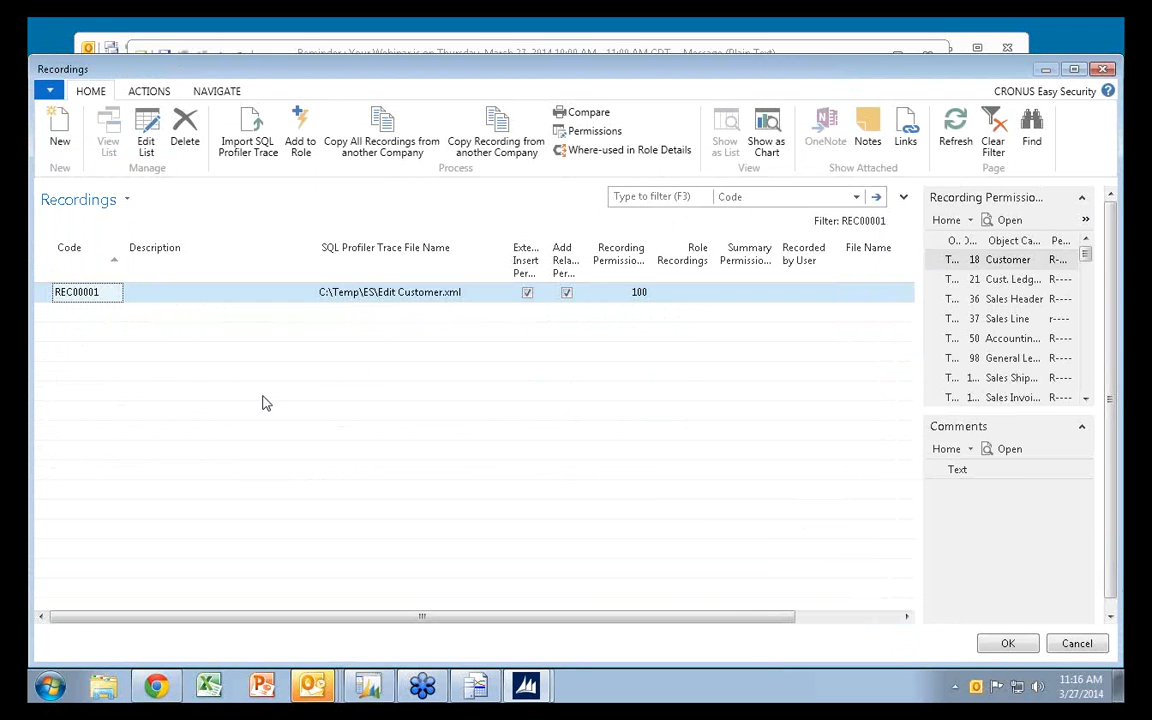 Reminder: Your Webinar is on Thursday, March 27, 2014 10:00 AM - 11:00 AM CDT - Message (Plain Text)
Recordings
HOME ACTIONS NAVIGATE CRONUS Easy Security
New
View List
Edit List
Delete
Import SQL Profiler Trace
Add to Role
Copy All Recordings from another Company
Copy Recording from another Company
Compare
Permissions
Where-used in Role Details
Show as List
Show as Chart
OneNote
Notes
Links
Refresh
Clear Filter
Find
New Manage Process View Show Attached Page
Recordings
Type to filter (F3) Code
Filter: REC00001
Code
Description
SQL Profiler Trace File Name
Exte... Insert Per...
Add Rela... Per...
Recording Permissio...
Role Recordings
Summary Permissio...
Recorded by User
File Name
REC00001 C:\Temp\ES\Edit Customer.xml 100
Recording Permissio...
Home Open »
O.. J... Object Ca... Pe...
T... 18 Customer R-...
T... 21 Cust. Ledg... R----
T... 36 Sales Header R----
T... 37 Sales Line r----
T... 50 Accountin... R----
T... 98 General Le... R----
T... 1... Sales Ship... R----
T... 1... Sales Invoi... R----
Comments
Home Open
Text
OK Cancel
11:16 AM
3/27/2014